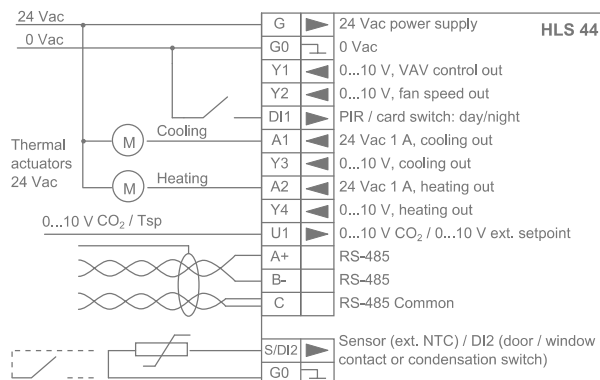 24 Vac
0 Vac
G 24 Vac power supply HLS 44
G0 0 Vac
Y1 0...10 V, VAV control out
Y2 0...10 V, fan speed out
DI1 PIR / card switch: day/night
Thermal
actuators
24 Vac
M Cooling A1 24 Vac 1 A, cooling out
Y3 0...10 V, cooling out
M Heating A2 24 Vac 1 A, heating out
Y4 0...10 V, heating out
0...10 V CO₂ / Tsp U1 0...10 V CO₂ / 0...10 V ext. setpoint
A+ RS-485
B- RS-485
C RS-485 Common
S/DI2 Sensor (ext. NTC) / DI2 (door / window
contact or condensation switch)
G0